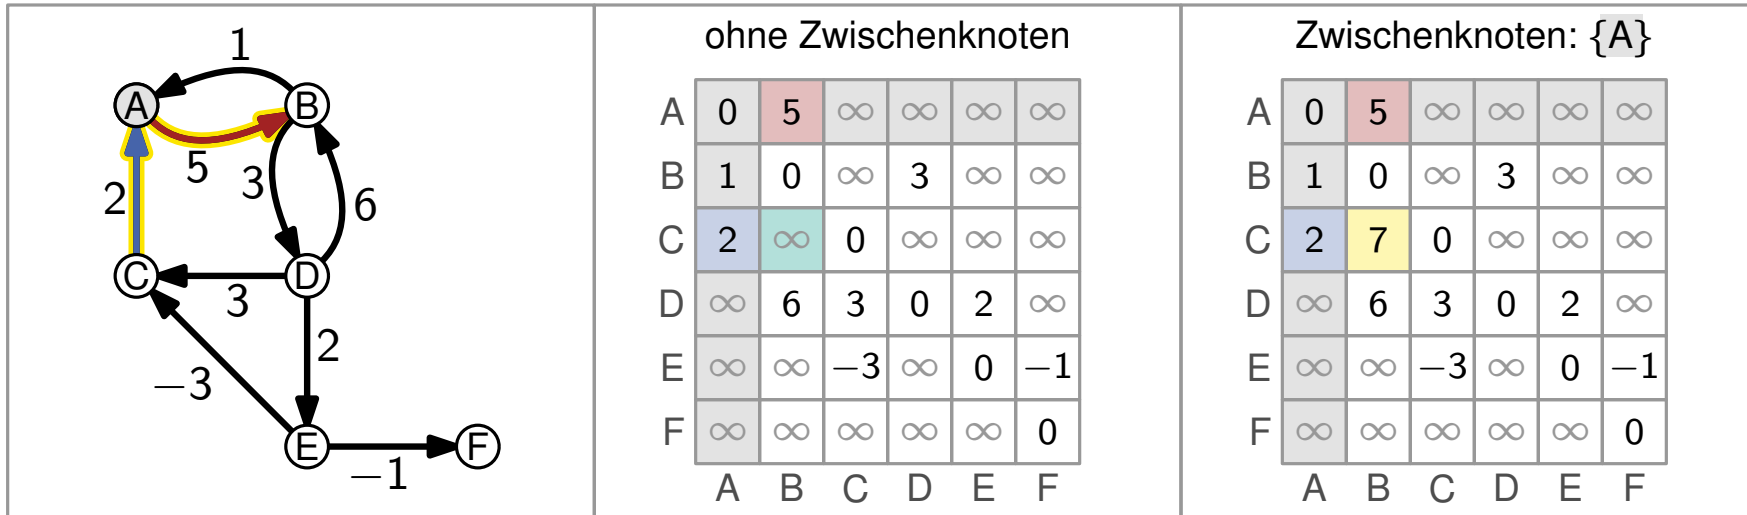 1
A
B
5
3
6
2
C
D
3
2
−3
E
F
−1
ohne Zwischenknoten
A 0 5 ∞ ∞ ∞ ∞
B 1 0 ∞ 3 ∞ ∞
C 2 ∞ 0 ∞ ∞ ∞
D ∞ 6 3 0 2 ∞
E ∞ ∞ −3 ∞ 0 −1
F ∞ ∞ ∞ ∞ ∞ 0
A B C D E F
Zwischenknoten: {A}
A 0 5 ∞ ∞ ∞ ∞
B 1 0 ∞ 3 ∞ ∞
C 2 7 0 ∞ ∞ ∞
D ∞ 6 3 0 2 ∞
E ∞ ∞ −3 ∞ 0 −1
F ∞ ∞ ∞ ∞ ∞ 0
A B C D E F